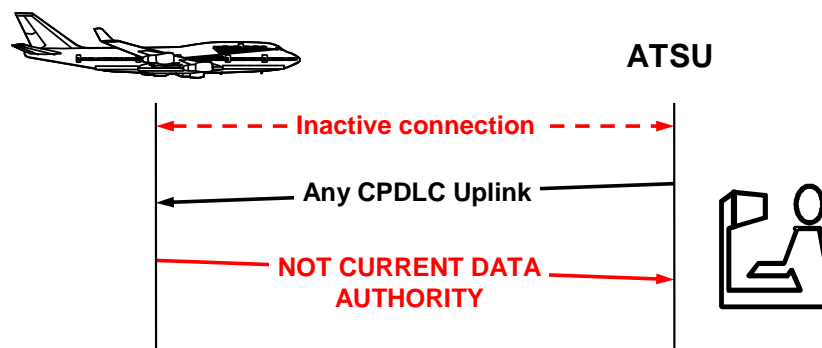 ATSU
Inactive connection
Any CPDLC Uplink
NOT CURRENT DATA
AUTHORITY